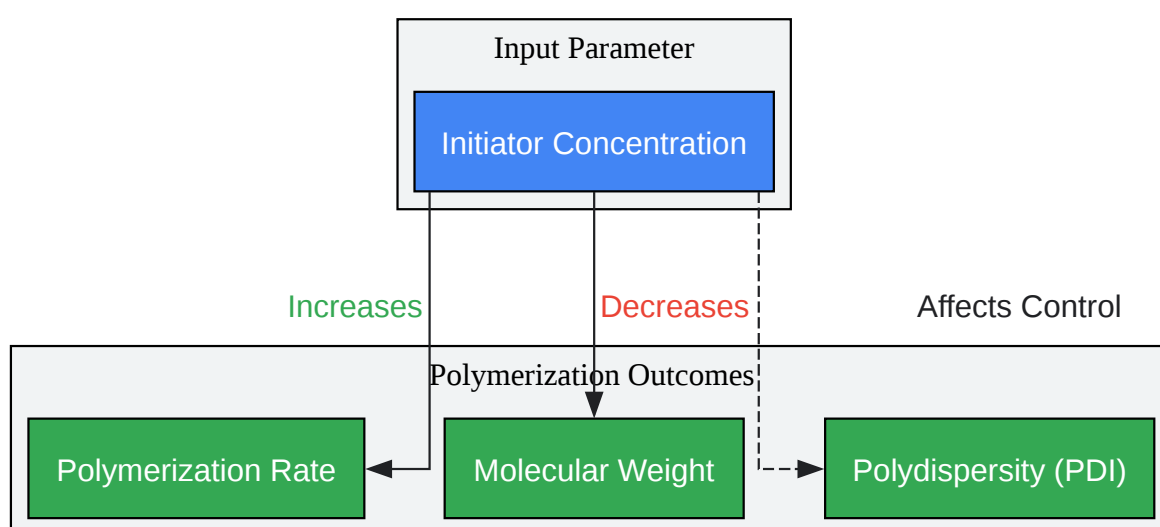 Input Parameter
Initiator Concentration
Increases
Decreases
Affects Control
Polymerization Outcomes
Polymerization Rate
Molecular Weight
Polydispersity (PDI)